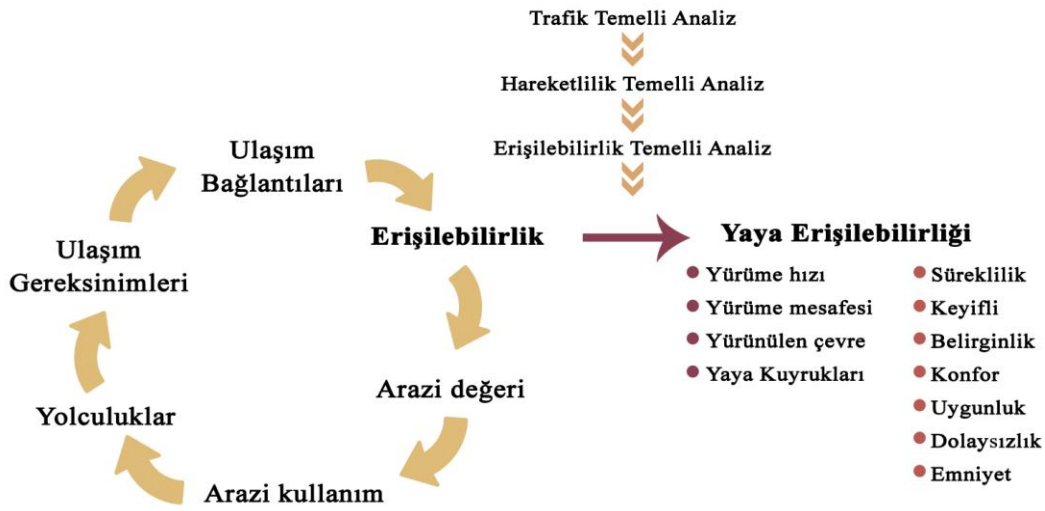 Trafik Temelli Analiz
Hareketlilik Temelli Analiz
Erişilebilirlik Temelli Analiz
Ulaşım
Bağlantıları
Erişilebilirlik
Arazi değeri
Arazi kullanım
Yolculuklar
Ulaşım
Gereksinimleri
Yaya Erişilebilirliği
Yürüme hızı
Yürüme mesafesi
Yürünülen çevre
Yaya Kuyrukları
Süreklilik
Keyifli
Belirginlik
Konfor
Uygunluk
Dolaysızlık
Emniyet